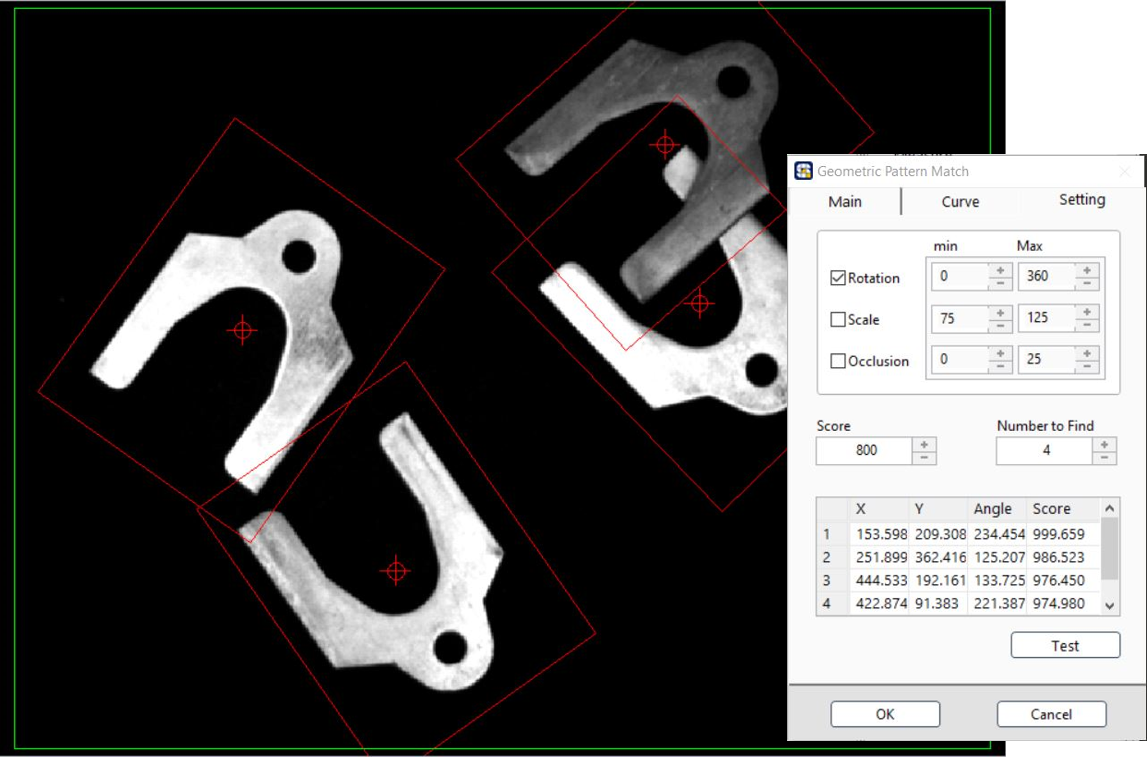 Geometric Pattern Match
Main Curve Setting
min Max
Rotation 0 360
Scale 75 125
Occlusion 0 25
Score Number to Find
800 4
X Y Angle Score
1 153.598 209.308 234.454 999.659
2 251.899 362.416 125.207 986.523
3 444.533 192.161 133.725 976.450
4 422.874 91.383 221.387 974.980
Test
OK Cancel